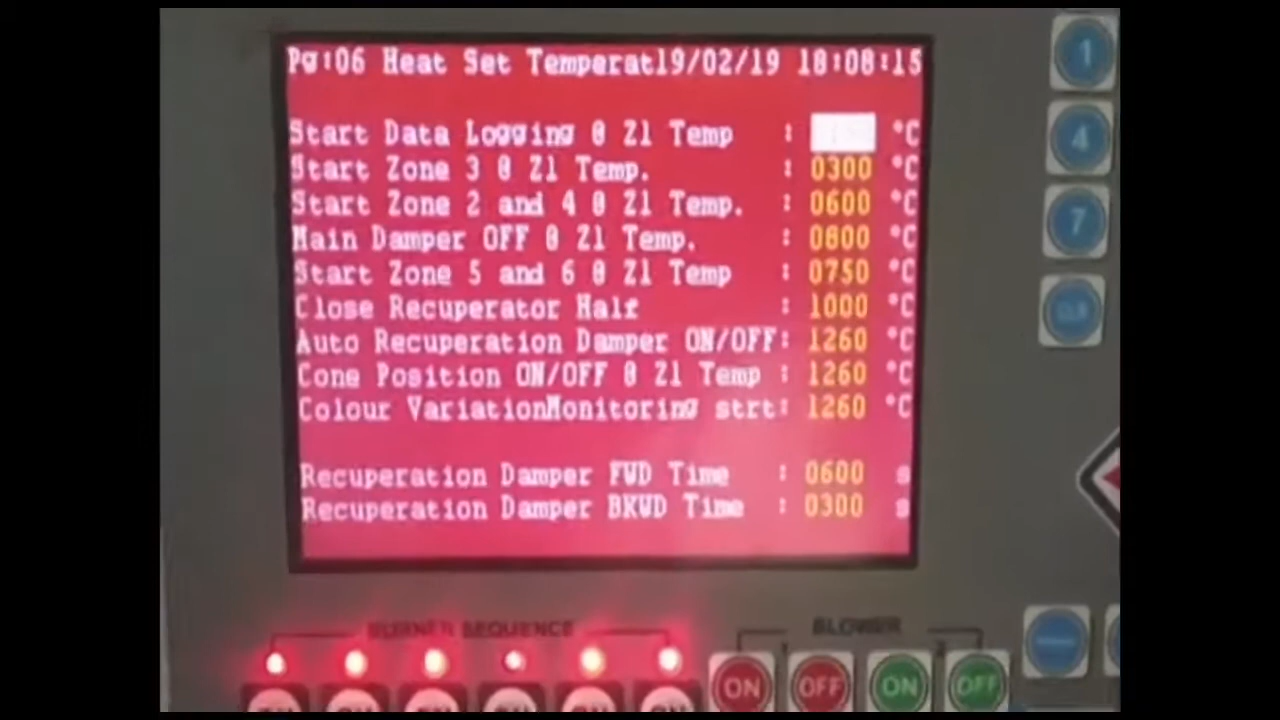 Pg:06 Heat Set Temperat19/02/19 18:08:15
Start Data Logging @ Z1 Temp : °C
Start Zone 3 @ Z1 Temp. : 0300 °C
Start Zone 2 and 4 @ Z1 Temp. : 0600 °C
Main Damper OFF @ Z1 Temp. : 0800 °C
Start Zone 5 and 6 @ Z1 Temp : 0750 °C
Close Recuperator Half : 1000 °C
Auto Recuperation Damper ON/OFF: 1260 °C
Cone Position ON/OFF @ Z1 Temp : 1260 °C
Colour VariationMonitoring strt: 1260 °C
Recuperation Damper FWD Time : 0600 s
Recuperation Damper BKWD Time : 0300 s
1
4
7
CLR
BURNER SEQUENCE
BLOWER
ON OFF ON OFF